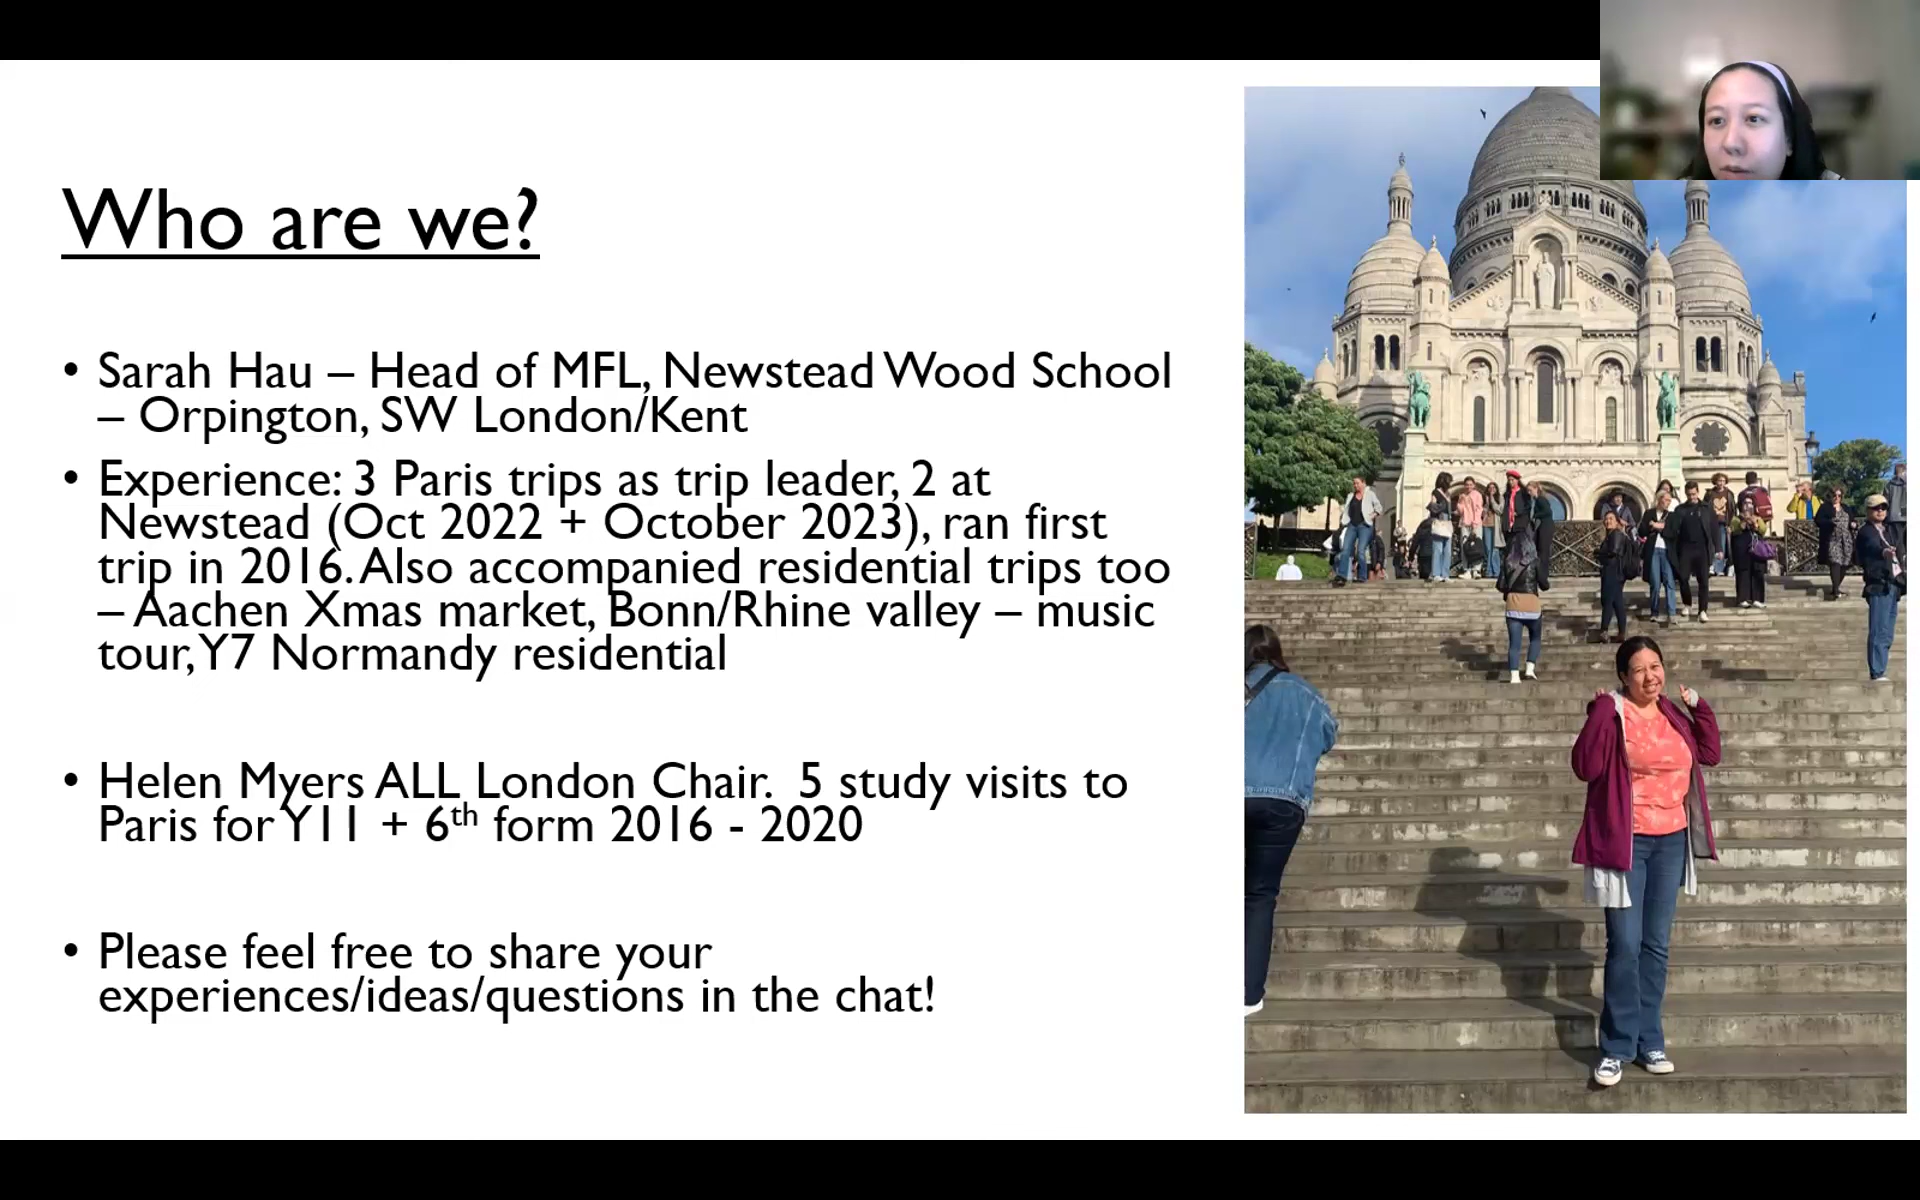 Who are we?
• Sarah Hau – Head of MFL, Newstead Wood School
– Orpington, SW London/Kent
• Experience: 3 Paris trips as trip leader, 2 at
Newstead (Oct 2022 + October 2023), ran first
trip in 2016. Also accompanied residential trips too
– Aachen Xmas market, Bonn/Rhine valley – music
tour, Y7 Normandy residential
• Helen Myers ALL London Chair. 5 study visits to
Paris for Y11 + 6th form 2016 - 2020
• Please feel free to share your
experiences/ideas/questions in the chat!